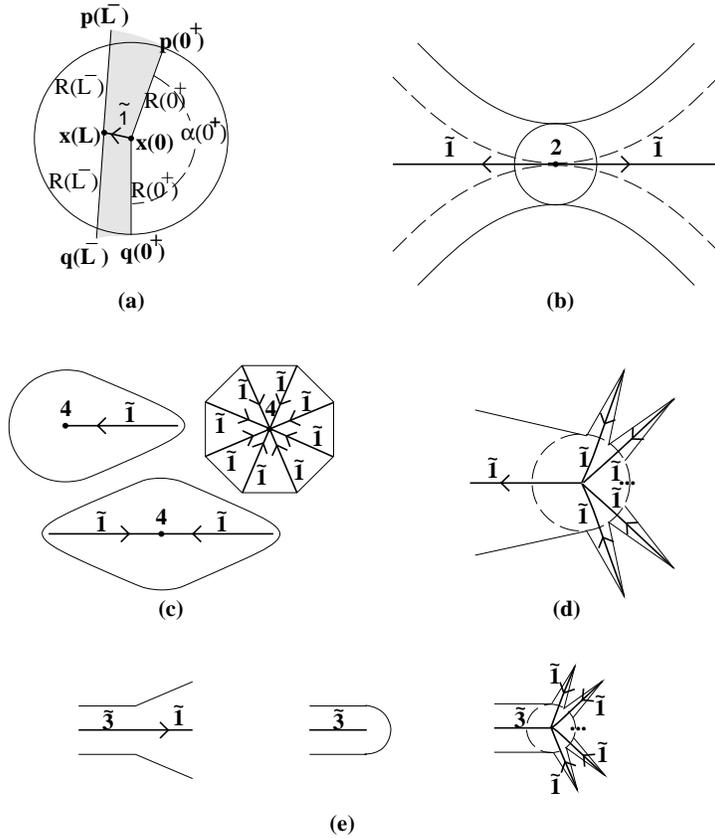 p(L⁻)
p(0⁺)
R(L⁻)
R(0⁺)
1̃
α(0⁺)
x(L)
x(0)
R(L⁻)
R(0⁺)
q(L⁻)
q(0⁺)
(a)
1̃ 2 1̃
(b)
4 1̃
1̃ 1̃
1̃ 4 1̃
1̃ 1̃
1̃ 1̃
4
1̃ 1̃
(c)
1̃ 1̃ 1̃ ...
1̃
1̃
(d)
3̃ 1̃
3̃
1̃
3̃ 1̃
...
1̃
1̃
(e)